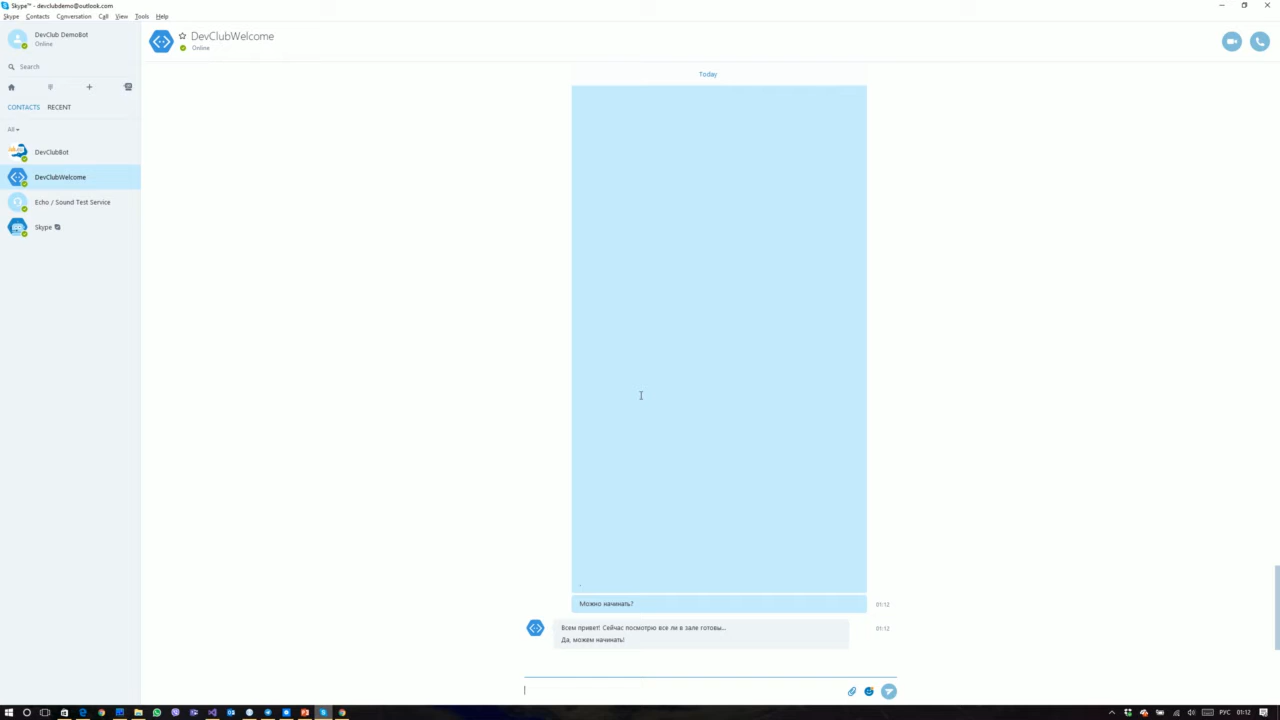 Skype™ - devclubdemo@outlook.com
Skype Contacts Conversation Call View Tools Help
DevClub DemoBot
Online
Search
CONTACTS RECENT
All
DevClubBot
DevClubWelcome
Echo / Sound Test Service
Skype
DevClubWelcome
Online
Today
.
Можно начинать?
01:12
Всем привет! Сейчас посмотрю все ли в зале готовы...
01:12
Да, можем начинать!
РУС 01:12